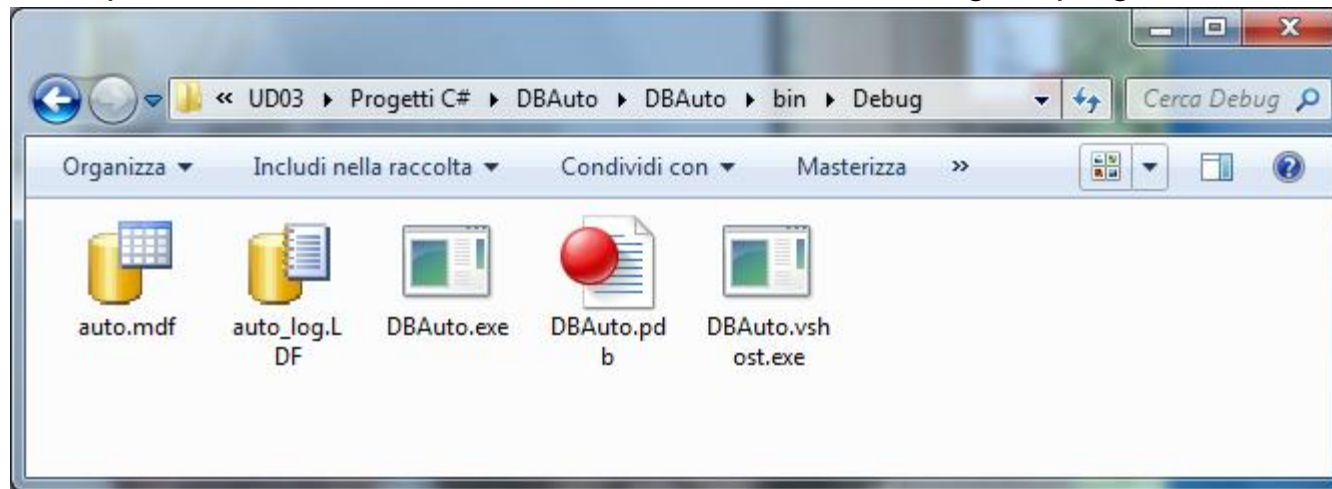 « UD03 ▸ Progetti C# ▸ DBAuto ▸ DBAuto ▸ bin ▸ Debug
Cerca Debug
Organizza
Includi nella raccolta
Condividi con
Masterizza
»
auto.mdf
auto_log.L
DF
DBAuto.exe
DBAuto.pd
b
DBAuto.vsh
ost.exe